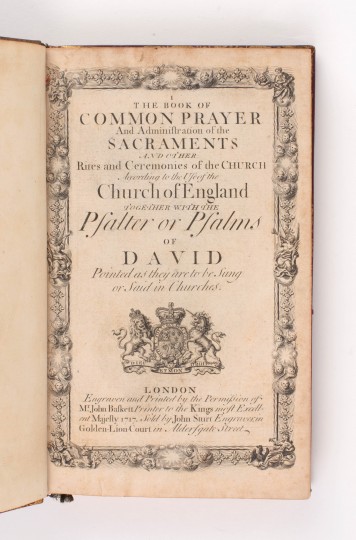 THE BOOK OF
COMMON PRAYER
And Adminiſtration of the
SACRAMENTS
AND OTHER
Rites and Ceremonies of the CHURCH
According to the Uſe of the
Church of England
TOGETHER WITH THE
Pſalter or Pſalms
OF
DAVID
Pointed as they are to be Sung
or Said in Churches.
LONDON
Engraven and Printed by the Permiſsion of
Mr. John Baſkett Printer to the Kings moſt Excell-
ent Majeſty 1717. Sold by John Sturt Engraver in
Golden-Lion Court in Alderſgate Street